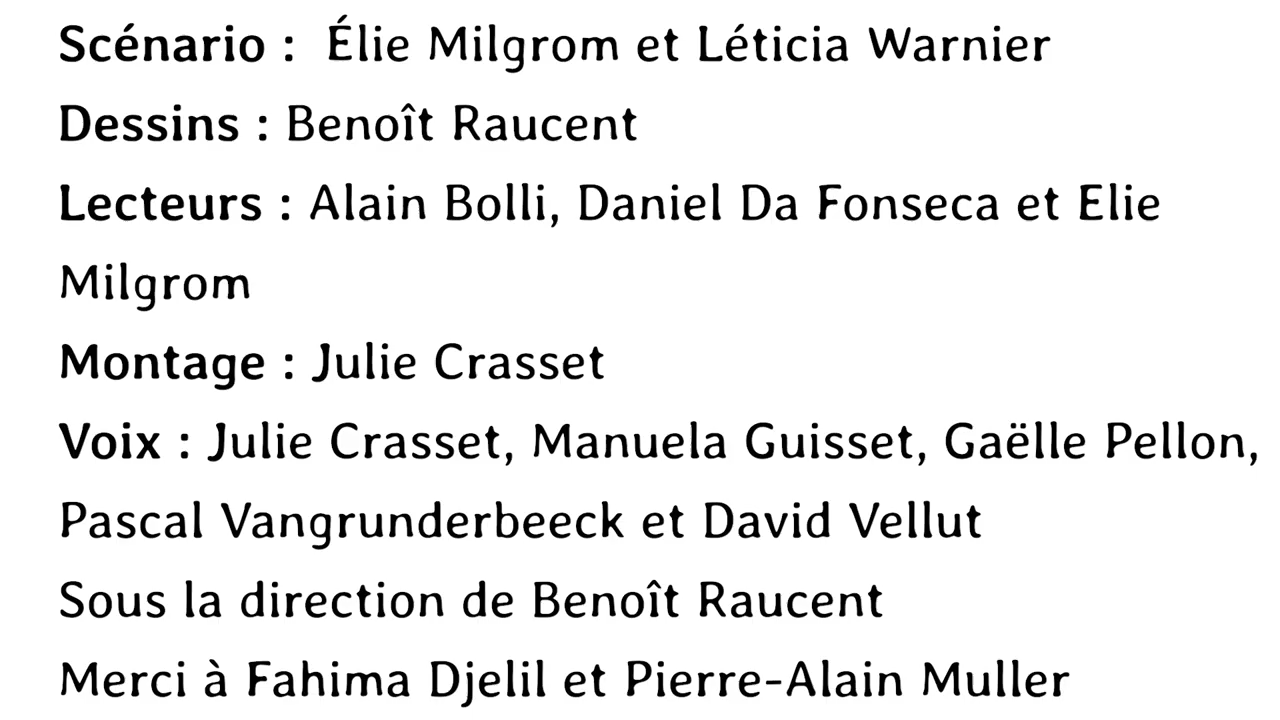 Scénario : Élie Milgrom et Léticia Warnier
Dessins : Benoît Raucent
Lecteurs : Alain Bolli, Daniel Da Fonseca et Elie
Milgrom
Montage : Julie Crasset
Voix : Julie Crasset, Manuela Guisset, Gaëlle Pellon,
Pascal Vangrunderbeeck et David Vellut
Sous la direction de Benoît Raucent
Merci à Fahima Djelil et Pierre-Alain Muller